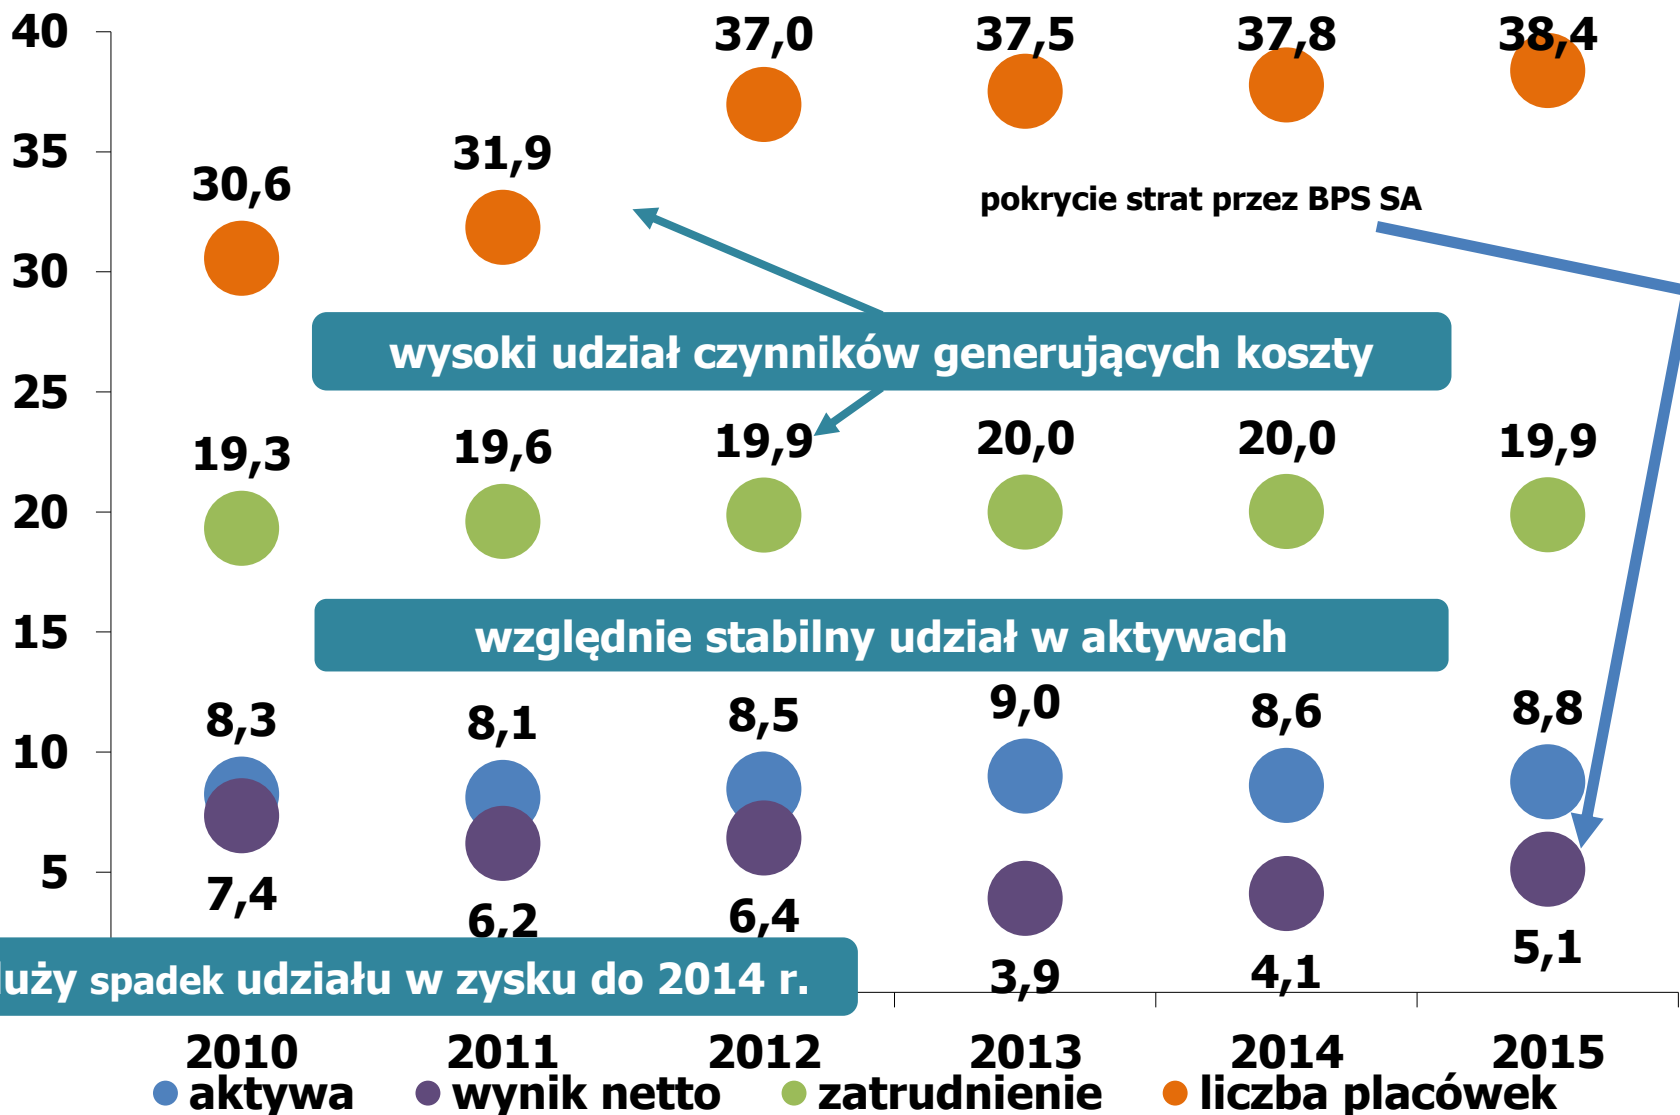 40
37,0 37,5 37,8 38,4
35
30,6 31,9
pokrycie strat przez BPS SA
30
wysoki udział czynników generujących koszty
25
19,3 19,6 19,9 20,0 20,0 19,9
20
15
względnie stabilny udział w aktywach
8,3 8,1 8,5 9,0 8,6 8,8
10
5
7,4 6,2 6,4 3,9 4,1 5,1
spadek udziału w zysku do 2014 r.
2010 2011 2012 2013 2014 2015
aktywa wynik netto zatrudnienie liczba placówek